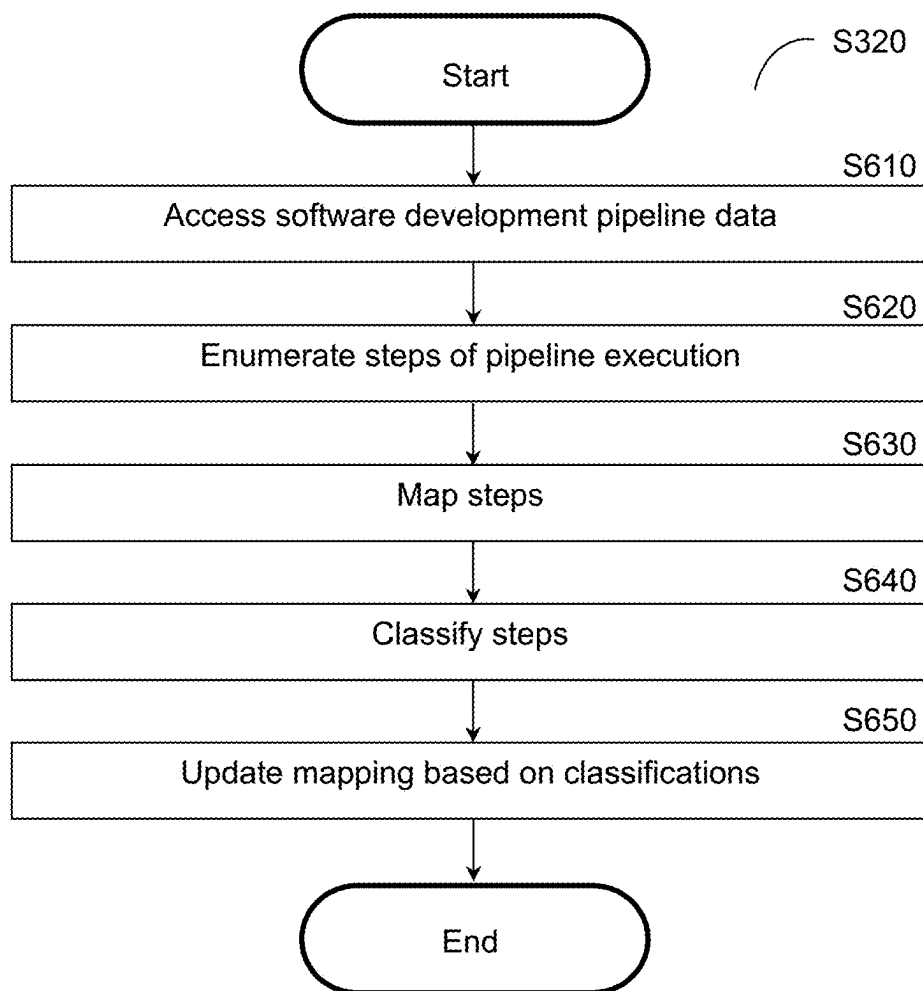 Start
S320
S610
Access software development pipeline data
S620
Enumerate steps of pipeline execution
S630
Map steps
S640
Classify steps
S650
Update mapping based on classifications
End